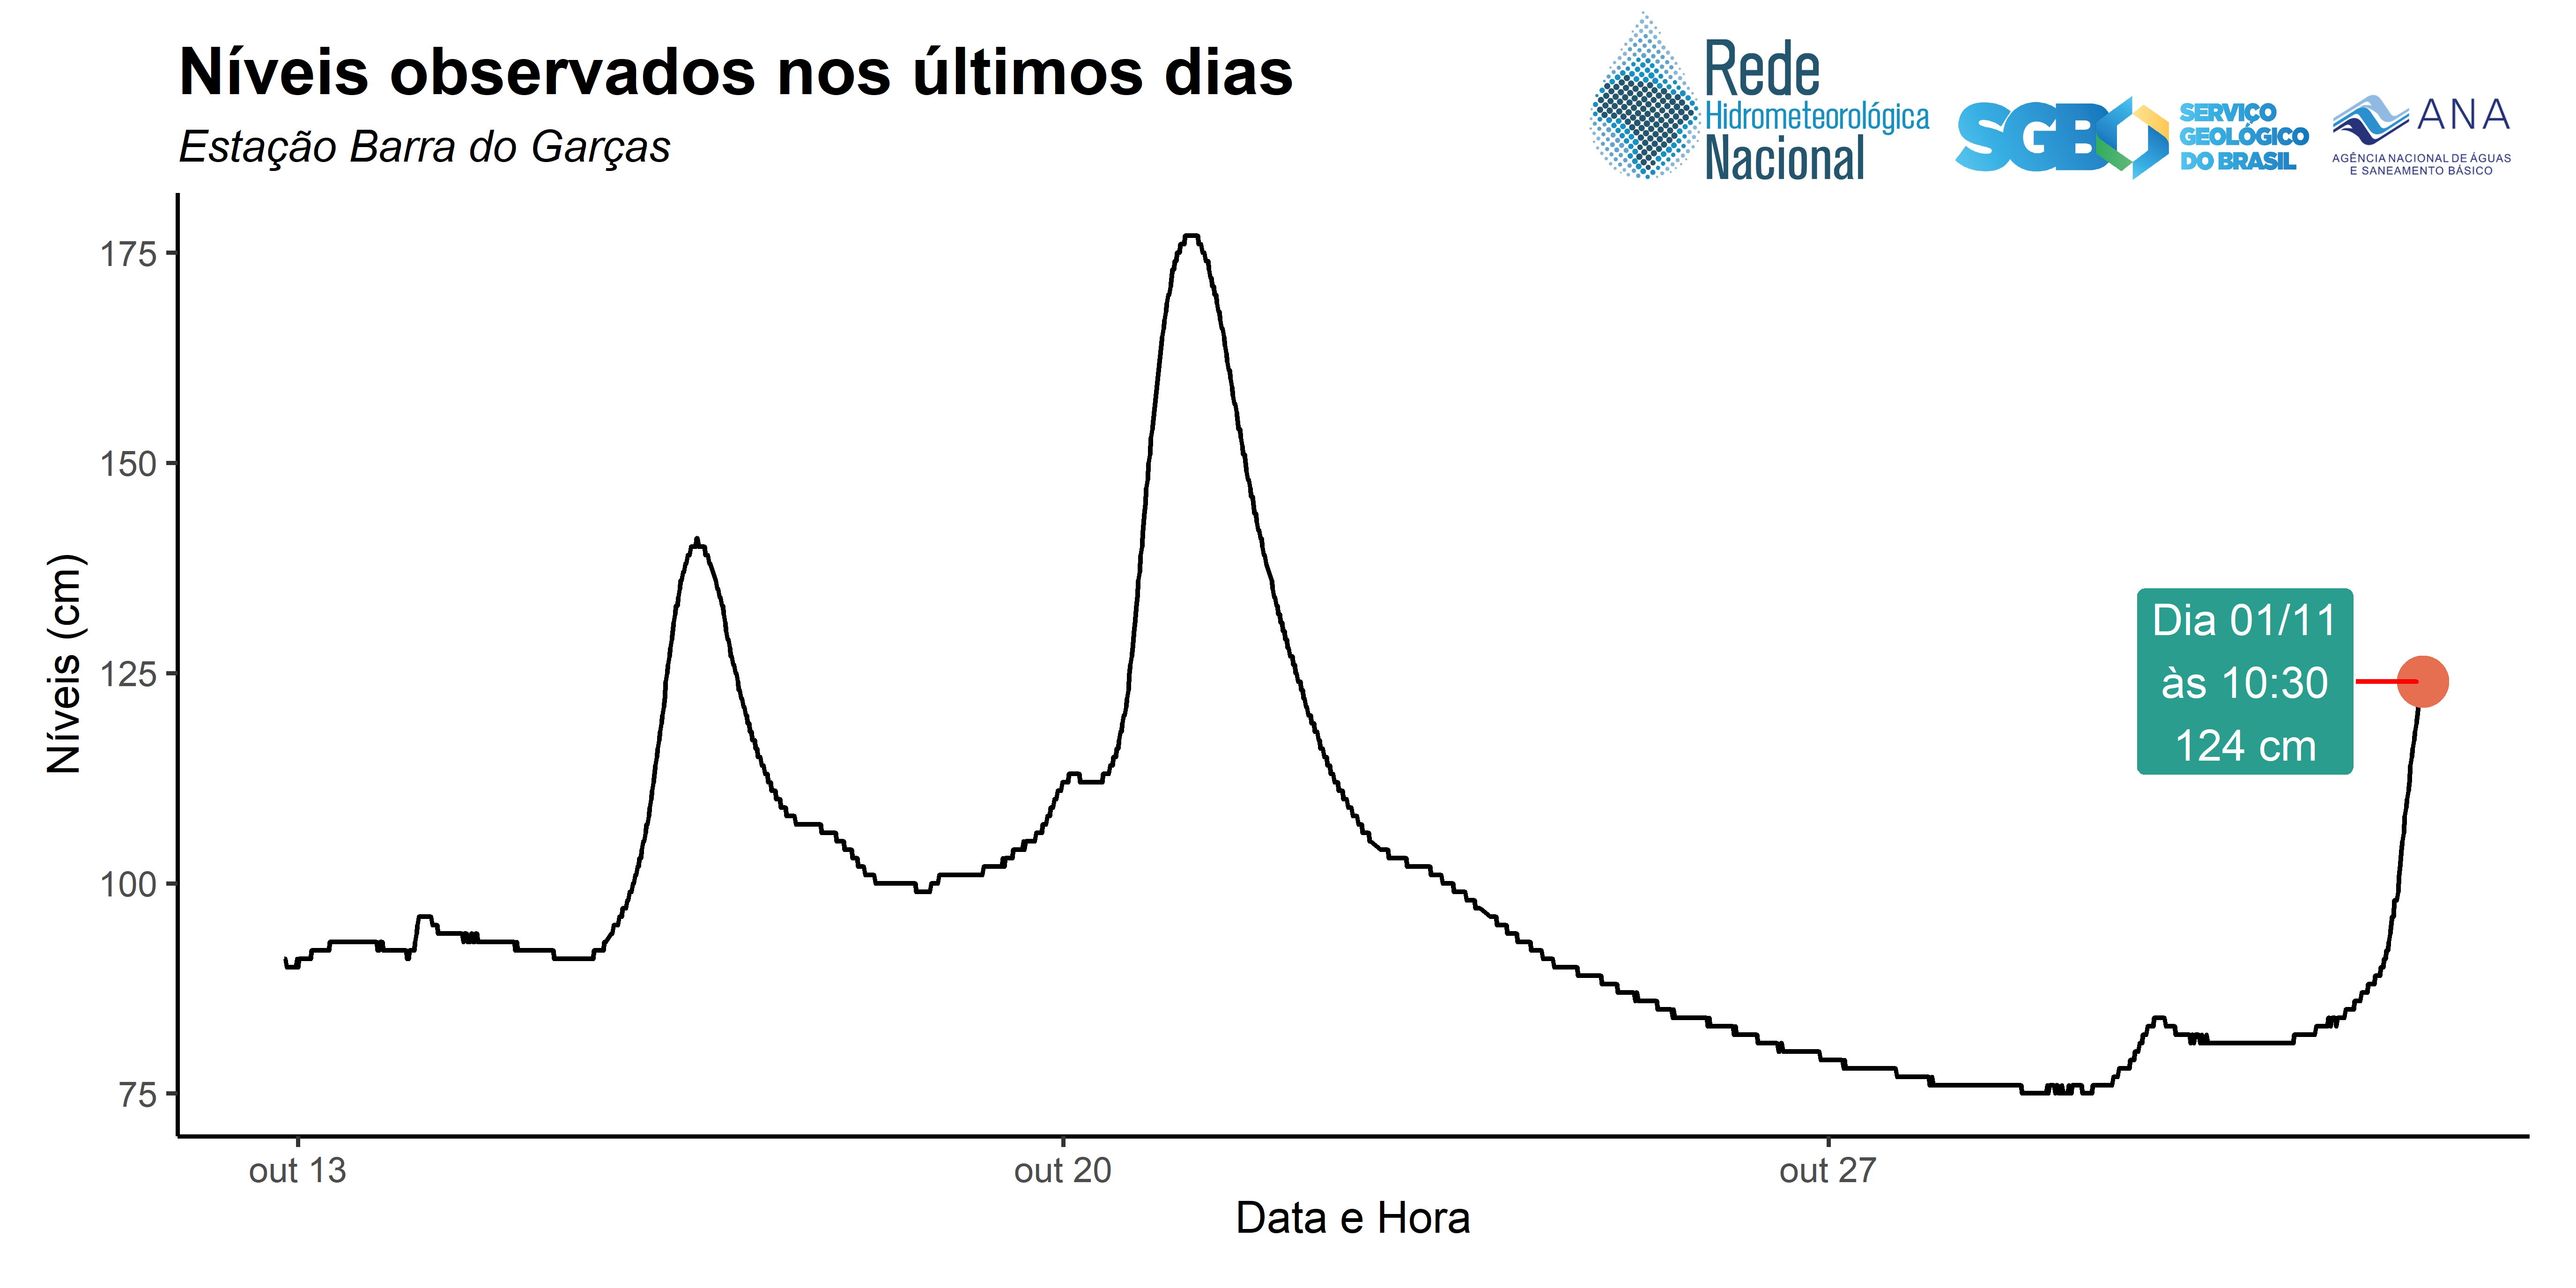 Níveis observados nos últimos dias
Estação Barra do Garças
Rede
Hidrometeorológica
Nacional
SGB
SERVIÇO
GEOLÓGICO
DO BRASIL
ANA
AGÊNCIA NACIONAL DE ÁGUAS
E SANEAMENTO BÁSICO
Níveis (cm)
175
150
125
100
75
Dia 01/11
às 10:30
124 cm
out 13
out 20
out 27
Data e Hora